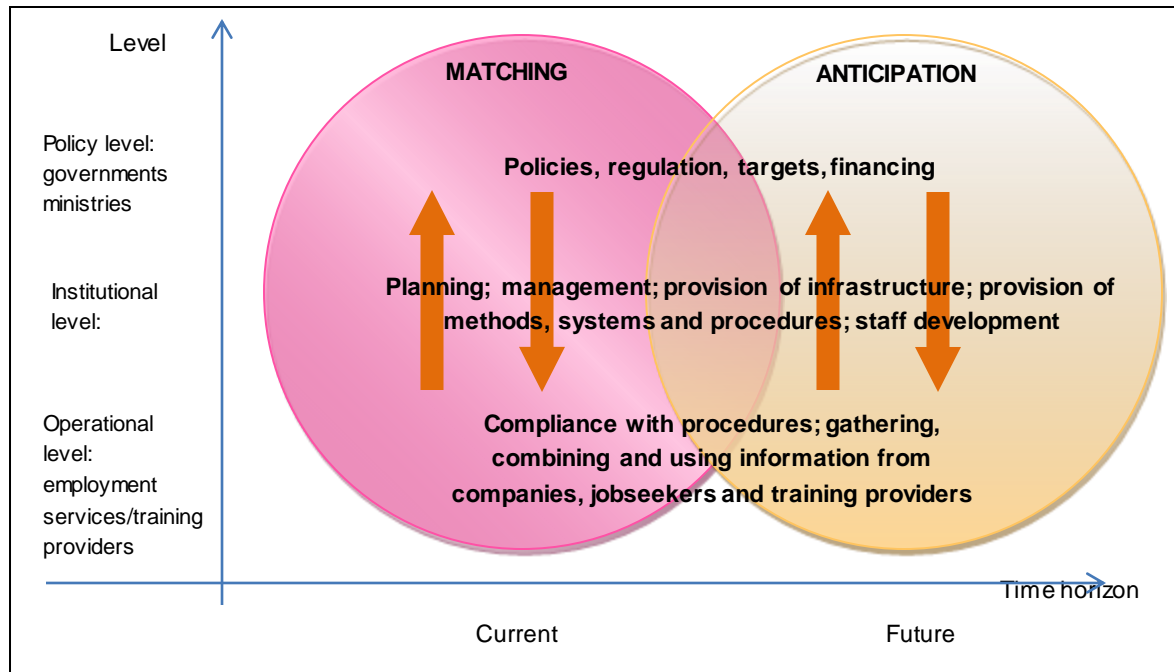 Level
MATCHING
ANTICIPATION
Policy level:
governments
ministries
Policies, regulation, targets, financing
Institutional
level:
Planning; management; provision of infrastructure; provision of
methods, systems and procedures; staff development
Operational
level:
employment
services/training
providers
Compliance with procedures; gathering,
combining and using information from
companies, jobseekers and training providers
Time horizon
Current
Future